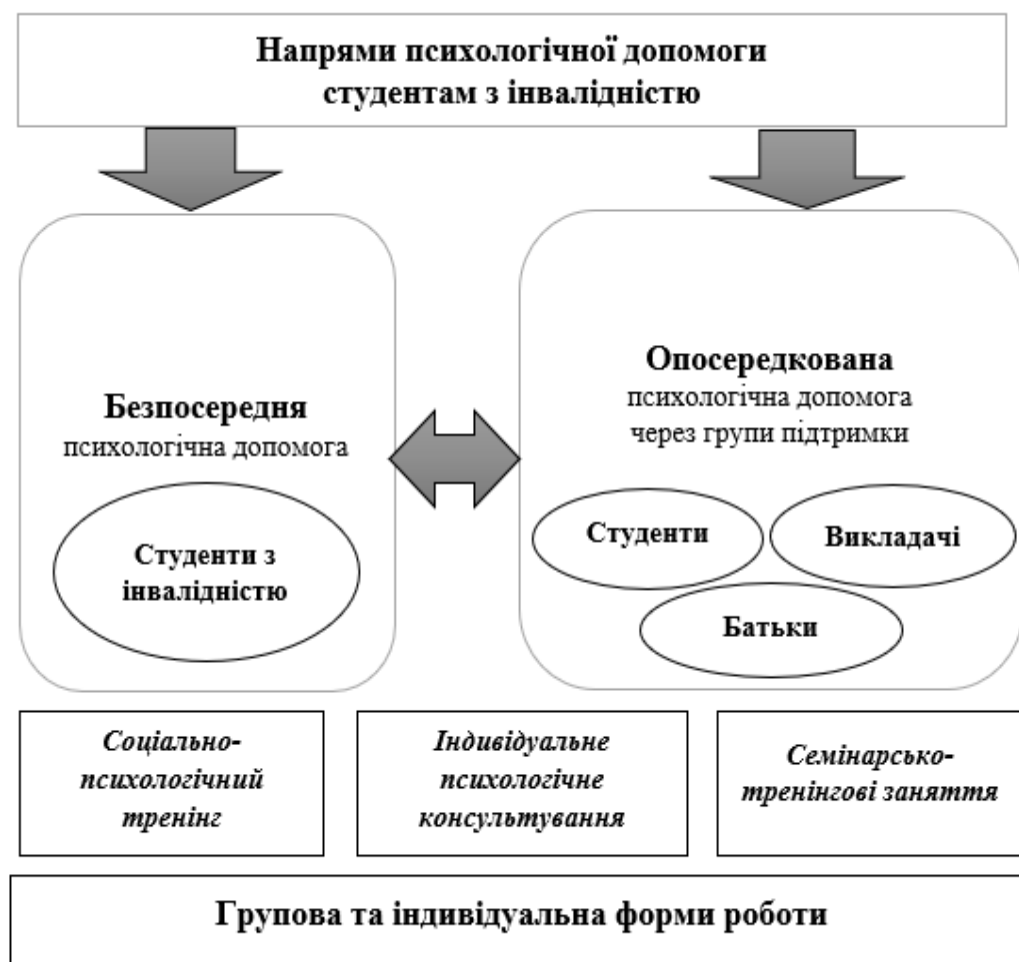 Напрями психологічної допомоги
студентам з інвалідністю
Безпосередня
психологічна допомога
Студенти з
інвалідністю
Опосередкована
психологічна допомога
через групи підтримки
Студенти
Викладачі
Батьки
Соціально-
психологічний
тренінг
Індивідуальне
психологічне
консультування
Семінарсько-
тренінгові заняття
Групова та індивідуальна форми роботи